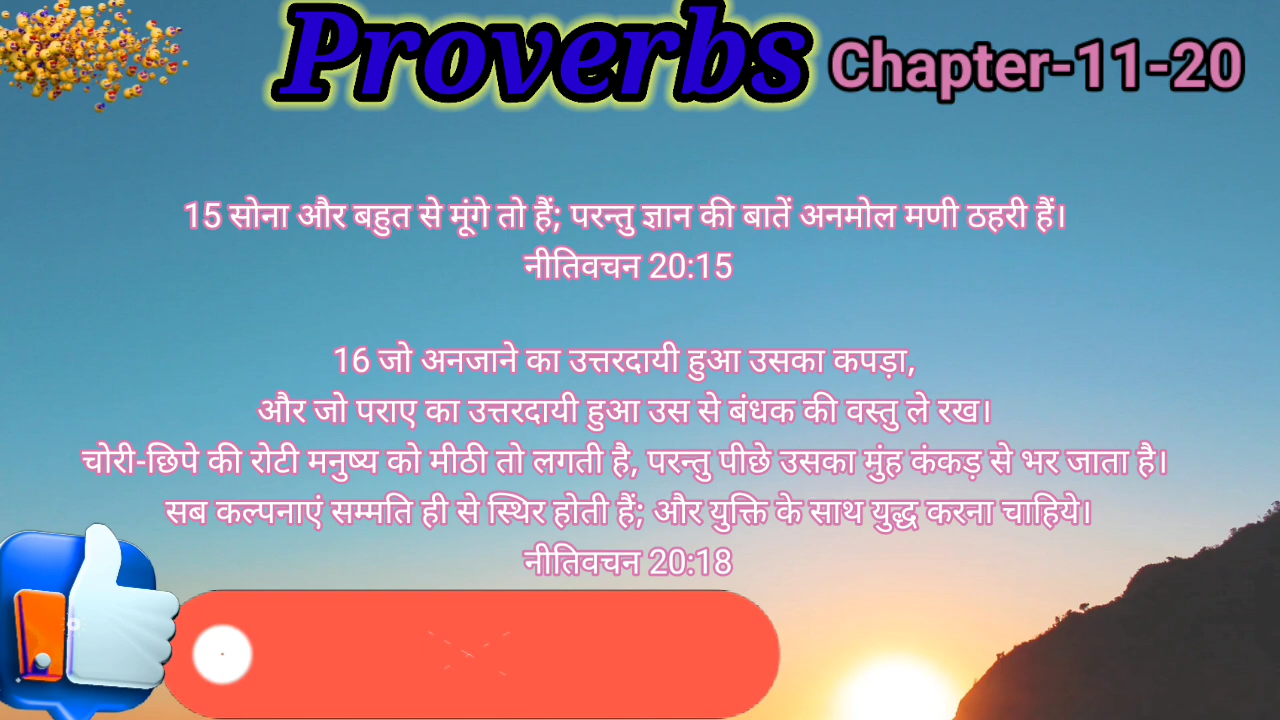 Proverbs Chapter-11-20
15 सोना और बहुत से मूंगे तो हैं; परन्तु ज्ञान की बातें अनमोल मणी ठहरी हैं।
नीतिवचन 20:15
16 जो अनजाने का उत्तरदायी हुआ उसका कपड़ा,
और जो पराए का उत्तरदायी हुआ उस से बंधक की वस्तु ले रख।
चोरी-छिपे की रोटी मनुष्य को मीठी तो लगती है, परन्तु पीछे उसका मुंह कंकड़ से भर जाता है।
सब कल्पनाएं सम्मति ही से स्थिर होती हैं; और युक्ति के साथ युद्ध करना चाहिये।
नीतिवचन 20:18